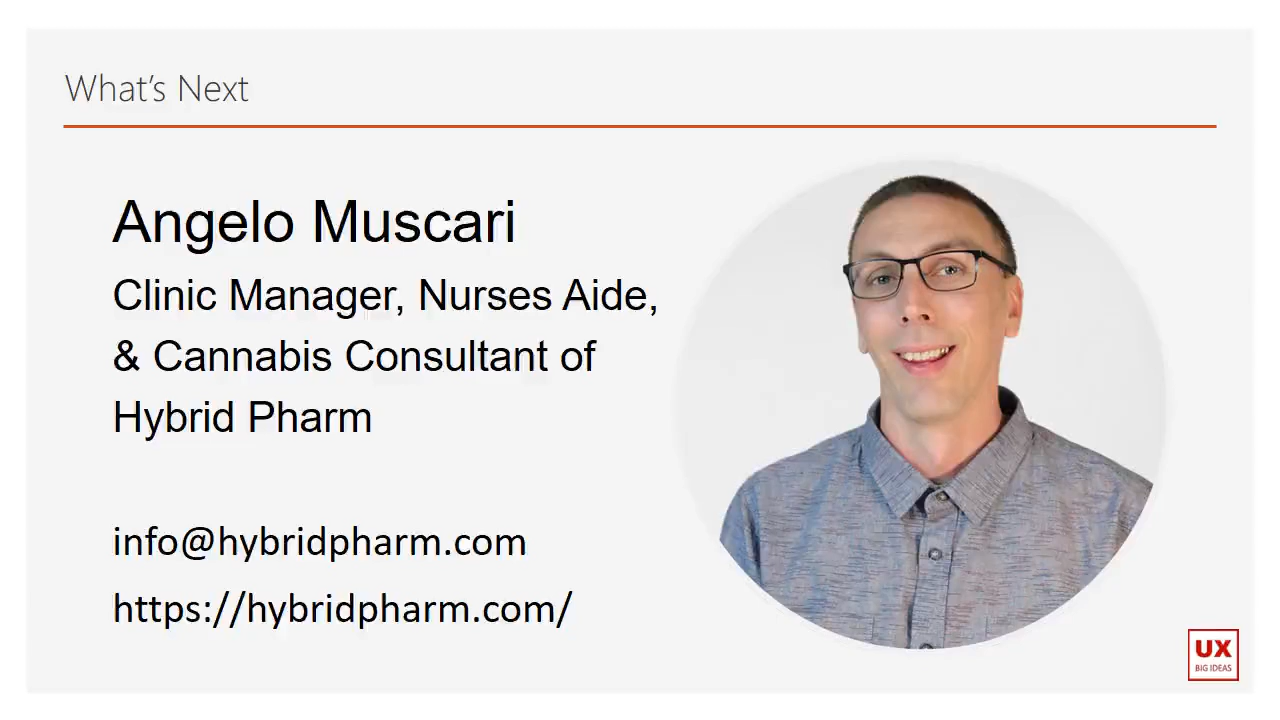 What's Next
Angelo Muscari
Clinic Manager, Nurses Aide,
& Cannabis Consultant of
Hybrid Pharm
info@hybridpharm.com
https://hybridpharm.com/
UX
BIG IDEAS